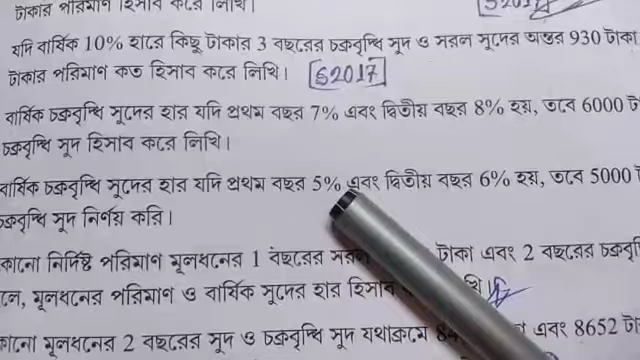 টাকার পরিমাণ হিসাব করে লিখি।
যদি বার্ষিক 10% হারে কিছু টাকার 3 বছরের চক্রবৃদ্ধি সুদ ও সরল সুদের অন্তর 930 টাকা
টাকার পরিমাণ কত হিসাব করে লিখি। [S2017]
বার্ষিক চক্রবৃদ্ধি সুদের হার যদি প্রথম বছর 7% এবং দ্বিতীয় বছর 8% হয়, তবে 6000
চক্রবৃদ্ধি সুদ হিসাব করে লিখি।
বার্ষিক চক্রবৃদ্ধি সুদের হার যদি প্রথম বছর 5% এবং দ্বিতীয় বছর 6% হয়, তবে 5000
চক্রবৃদ্ধি সুদ নির্ণয় করি।
কোনো নির্দিষ্ট পরিমাণ মূলধনের 1 বছরের টাকা এবং 2 বছরের
মূলধনের পরিমাণ ও বার্ষিক সুদের হার
কোনো মূলধনের 2 বছরের সুদ ও চক্রবৃদ্ধি সুদ যথাক্রমে এবং 8652